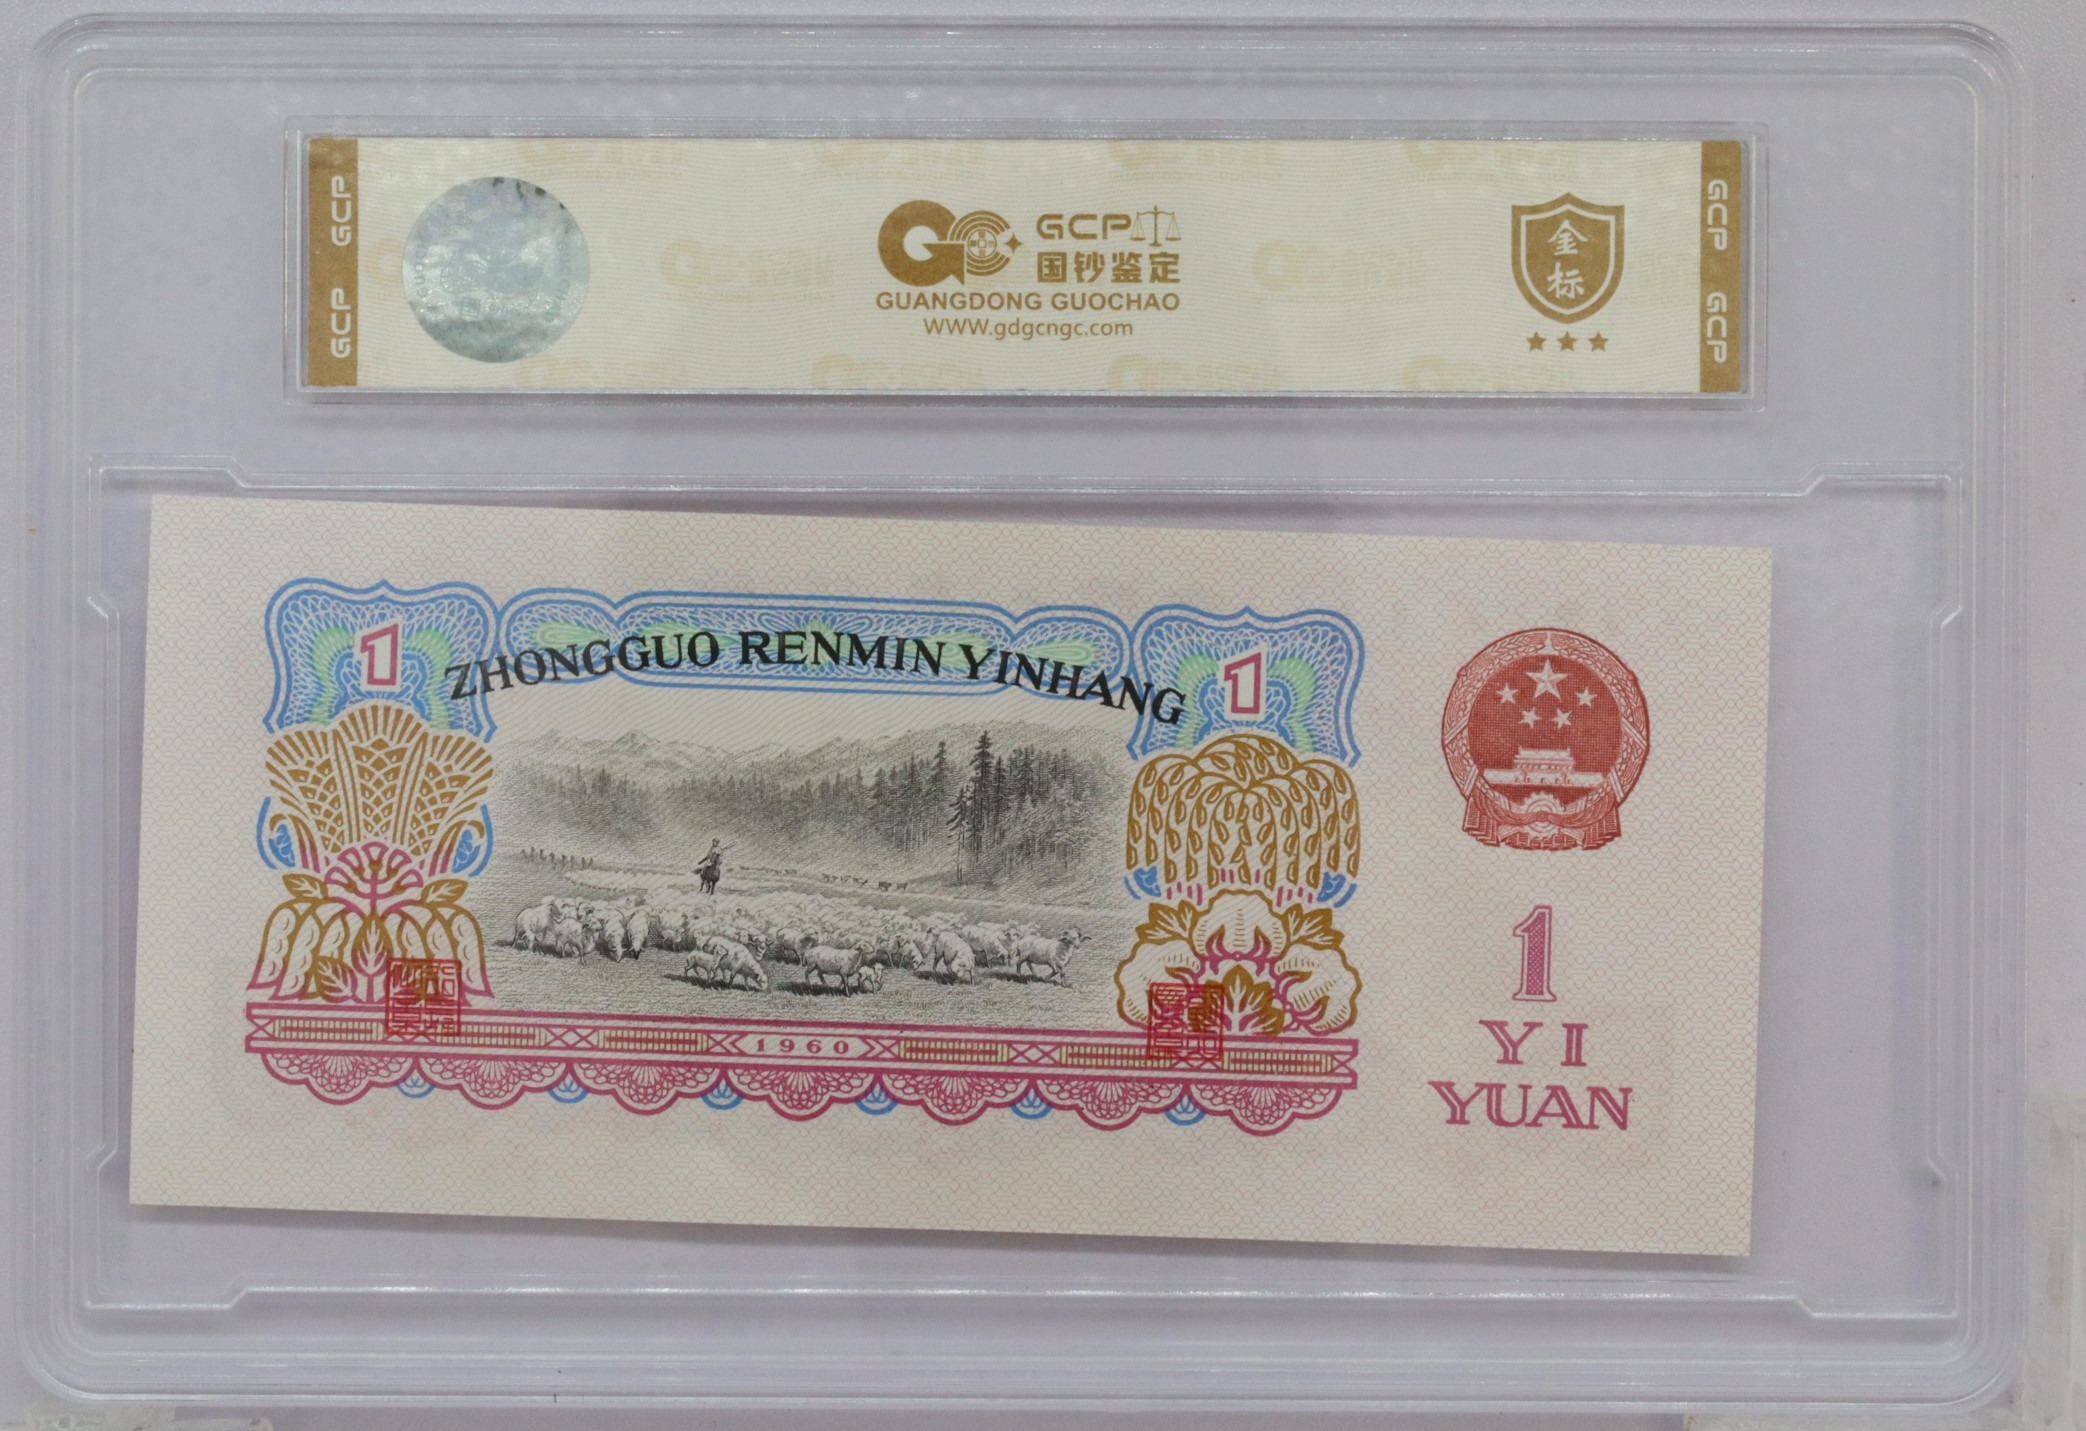 GCP
GCP
GCP
国钞鉴定
GUANGDONG GUOCHAO
WWW.gdgcngc.com
金
标
GCP
GCP
1
ZHONGGUO RENMIN YINHANG
1
1960
1
YI
YUAN